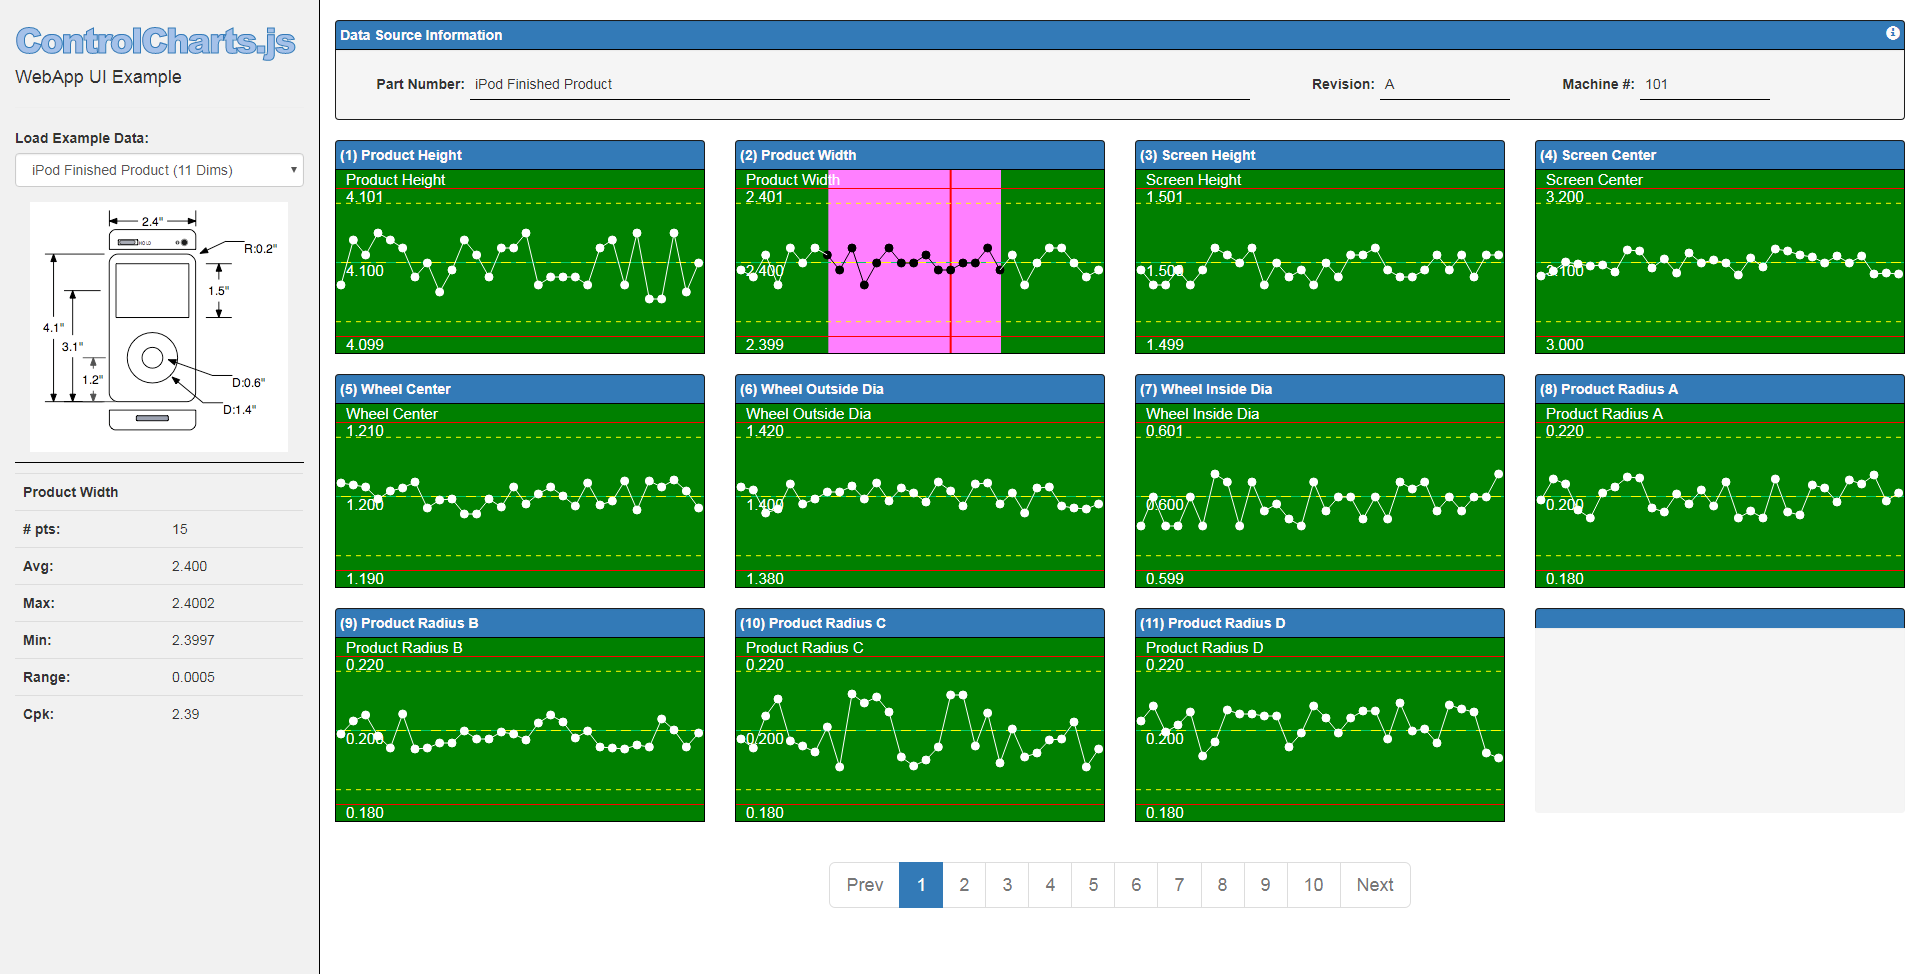 ControlCharts.js
WebApp UI Example
Load Example Data:
iPod Finished Product (11 Dims)
2.4"
HOLD
R:0.2"
1.5"
4.1"
3.1"
1.2"
D:0.6"
D:1.4"
Product Width
# pts: 15
Avg: 2.400
Max: 2.4002
Min: 2.3997
Range: 0.0005
Cpk: 2.39
Data Source Information
Part Number: iPod Finished Product Revision: A Machine #: 101
(1) Product Height
Product Height
4.101
4.100
4.099
(2) Product Width
Product Width
2.401
2.400
2.399
(3) Screen Height
Screen Height
1.501
1.500
1.499
(4) Screen Center
Screen Center
3.200
3.100
3.000
(5) Wheel Center
Wheel Center
1.210
1.200
1.190
(6) Wheel Outside Dia
Wheel Outside Dia
1.420
1.400
1.380
(7) Wheel Inside Dia
Wheel Inside Dia
0.601
0.600
0.599
(8) Product Radius A
Product Radius A
0.220
0.200
0.180
(9) Product Radius B
Product Radius B
0.220
0.200
0.180
(10) Product Radius C
Product Radius C
0.220
0.200
0.180
(11) Product Radius D
Product Radius D
0.220
0.200
0.180
Prev 1 2 3 4 5 6 7 8 9 10 Next